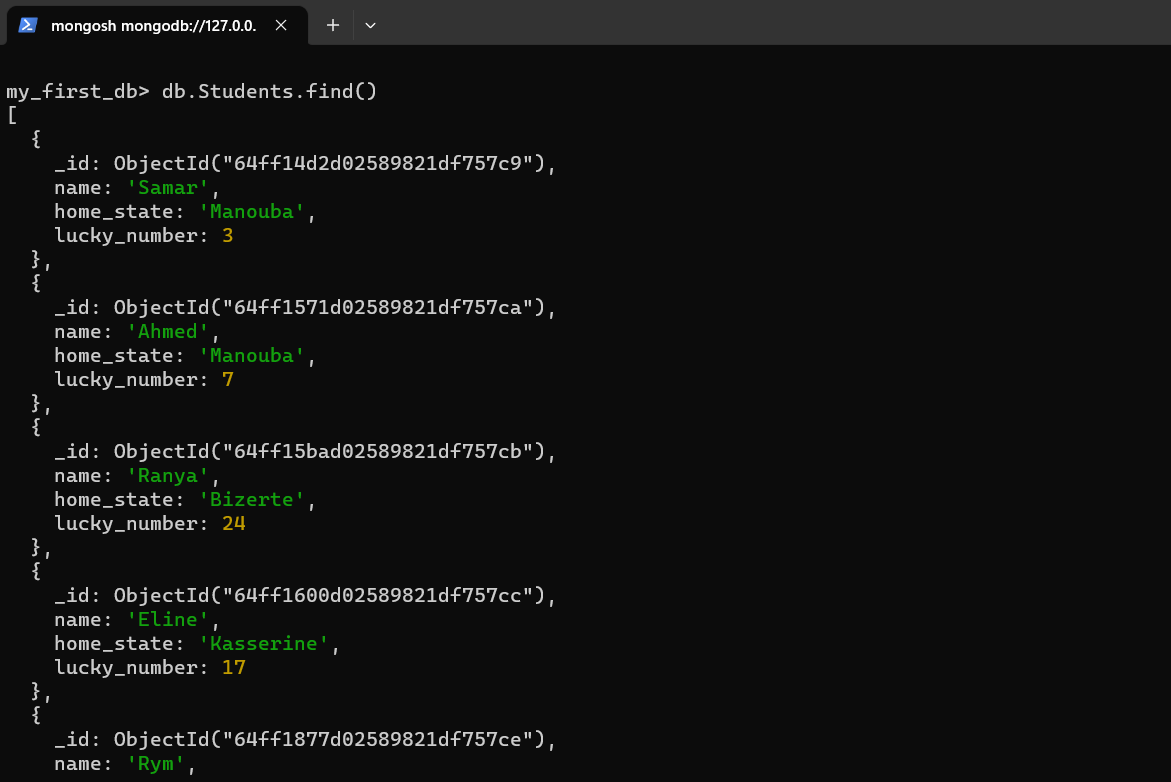 mongosh mongodb://127.0.0.
my_first_db> db.Students.find()
[
  {
    _id: ObjectId("64ff14d2d02589821df757c9"),
    name: 'Samar',
    home_state: 'Manouba',
    lucky_number: 3
  },
  {
    _id: ObjectId("64ff1571d02589821df757ca"),
    name: 'Ahmed',
    home_state: 'Manouba',
    lucky_number: 7
  },
  {
    _id: ObjectId("64ff15bad02589821df757cb"),
    name: 'Ranya',
    home_state: 'Bizerte',
    lucky_number: 24
  },
  {
    _id: ObjectId("64ff1600d02589821df757cc"),
    name: 'Eline',
    home_state: 'Kasserine',
    lucky_number: 17
  },
  {
    _id: ObjectId("64ff1877d02589821df757ce"),
    name: 'Rym',